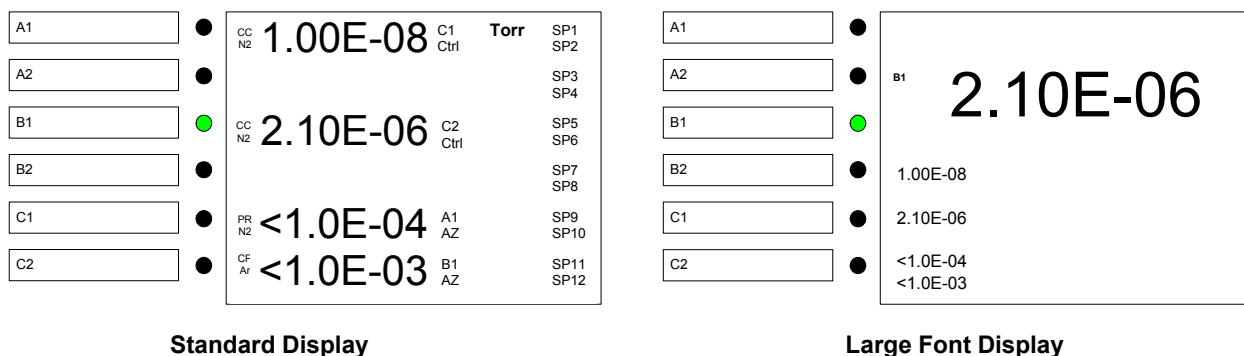 A1
CC
N2
1.00E-08
C1
Ctrl
Torr
SP1
SP2
A2
SP3
SP4
B1
CC
N2
2.10E-06
C2
Ctrl
SP5
SP6
B2
SP7
SP8
C1
PR
N2
<1.0E-04
A1
AZ
SP9
SP10
C2
CF
Ar
<1.0E-03
B1
AZ
SP11
SP12
Standard Display
A1
A2
B1
2.10E-06
B1
B2
1.00E-08
C1
2.10E-06
C2
<1.0E-04
<1.0E-03
Large Font Display